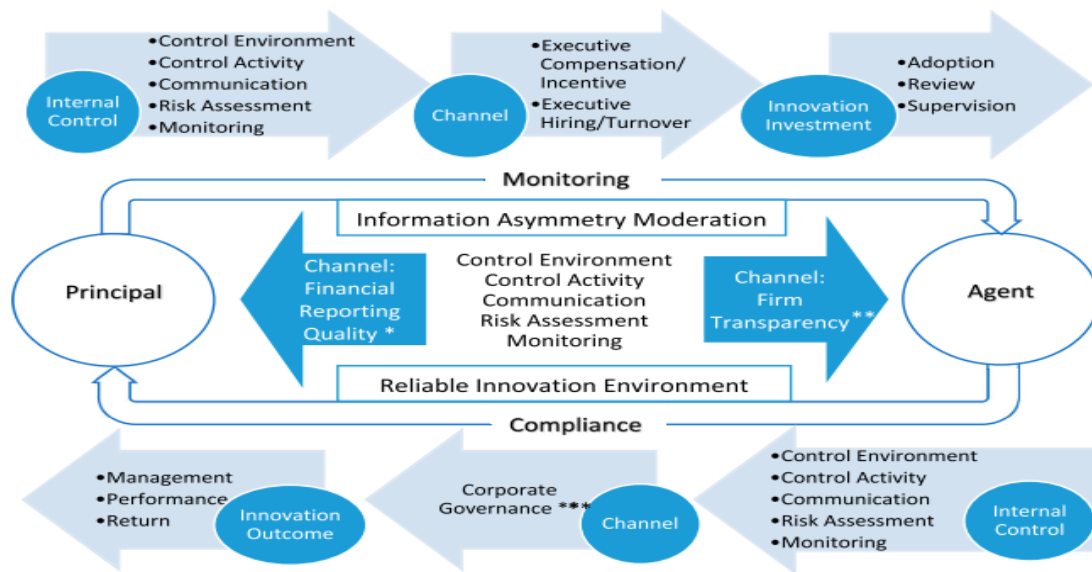 Internal
Control
•Control Environment
•Control Activity
•Communication
•Risk Assessment
•Monitoring
Channel
•Executive
Compensation/
Incentive
•Executive
Hiring/Turnover
Innovation
Investment
•Adoption
•Review
•Supervision
Monitoring
Information Asymmetry Moderation
Principal
Channel:
Financial
Reporting
Quality *
Control Environment
Control Activity
Communication
Risk Assessment
Monitoring
Channel:
Firm
Transparency**
Agent
Reliable Innovation Environment
Compliance
•Management
•Performance
•Return
Innovation
Outcome
Corporate
Governance ***
Channel
•Control Environment
•Control Activity
•Communication
•Risk Assessment
•Monitoring
Internal
Control